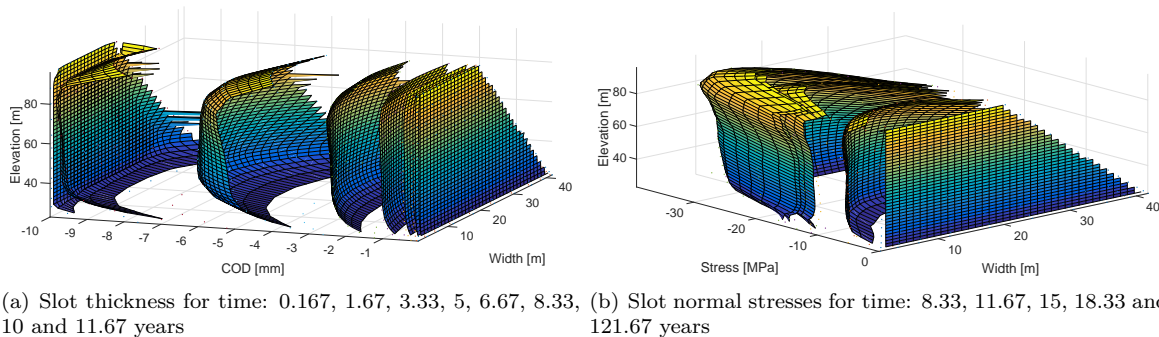 80
60
40
Elevation [m]
-10
-9
-8
-7
-6
-5
-4
-3
-2
-1
COD [mm]
10
20
30
40
Width [m]
80
60
40
Elevation [m]
-30
-20
-10
0
Stress [MPa]
10
20
30
40
Width [m]
(a) Slot thickness for time: 0.167, 1.67, 3.33, 5, 6.67, 8.33,
10 and 11.67 years
(b) Slot normal stresses for time: 8.33, 11.67, 15, 18.33 and
121.67 years